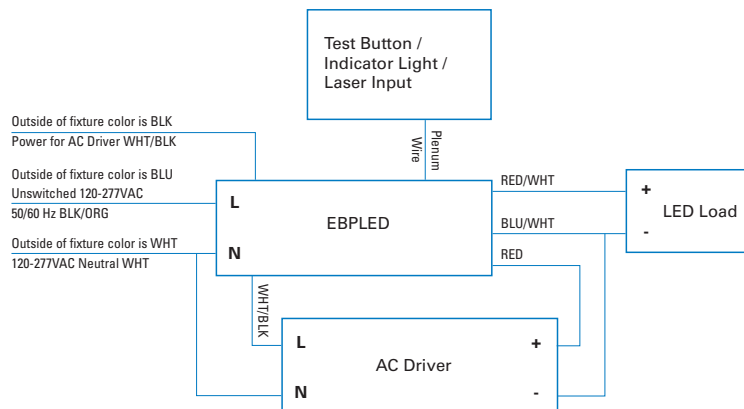 Test Button /
Indicator Light /
Laser Input
Outside of fixture color is BLK
Power for AC Driver WHT/BLK
Plenum
Wire
Outside of fixture color is BLU
Unswitched 120-277VAC
50/60 Hz BLK/ORG
L
EBPLED
RED/WHT
+
LED Load
BLU/WHT
-
Outside of fixture color is WHT
120-277VAC Neutral WHT
N
RED
WHT/BLK
L
+
AC Driver
N
-